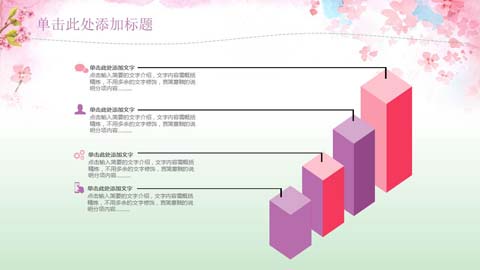 单击此处添加标题
单击此处添加文字
点击输入简要的文字介绍，文字内容需概括
精炼，不用多余的文字修饰，言简意赅的说
明分项内容……
单击此处添加文字
点击输入简要的文字介绍，文字内容需概括
精炼，不用多余的文字修饰，言简意赅的说
明分项内容……
单击此处添加文字
点击输入简要的文字介绍，文字内容需概括
精炼，不用多余的文字修饰，言简意赅的说
明分项内容……
单击此处添加文字
点击输入简要的文字介绍，文字内容需概括
精炼，不用多余的文字修饰，言简意赅的说
明分项内容……